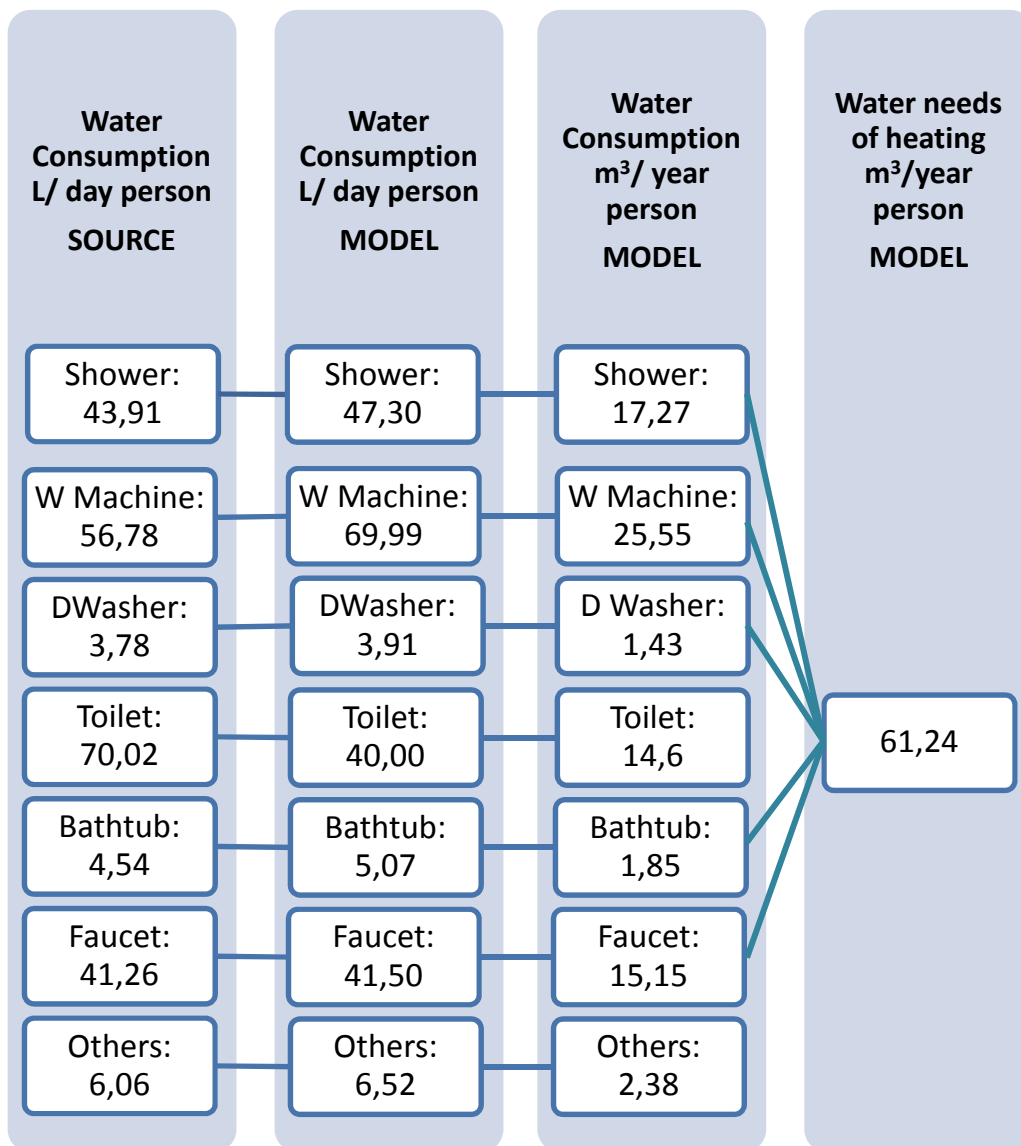 Water
Consumption
L/ day person
SOURCE
Shower:
43,91
W Machine:
56,78
DWasher:
3,78
Toilet:
70,02
Bathtub:
4,54
Faucet:
41,26
Others:
6,06
Water
Consumption
L/ day person
MODEL
Shower:
47,30
W Machine:
69,99
DWasher:
3,91
Toilet:
40,00
Bathtub:
5,07
Faucet:
41,50
Others:
6,52
Water
Consumption
m³/ year
person
MODEL
Shower:
17,27
W Machine:
25,55
D Washer:
1,43
Toilet:
14,6
Bathtub:
1,85
Faucet:
15,15
Others:
2,38
Water needs
of heating
m³/year
person
MODEL
61,24